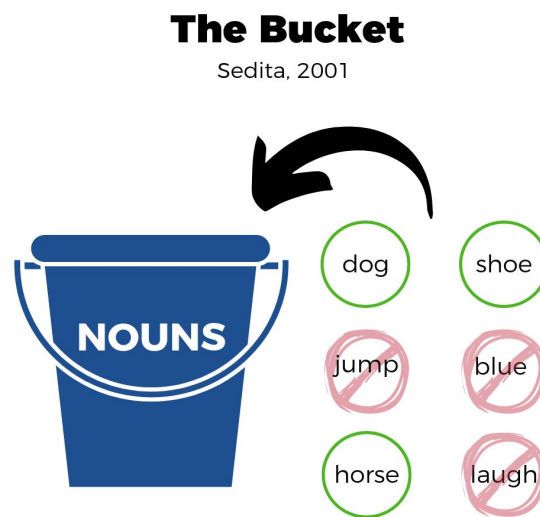 The Bucket
Sedita, 2001
NOUNS
dog
shoe
jump
blue
horse
laugh